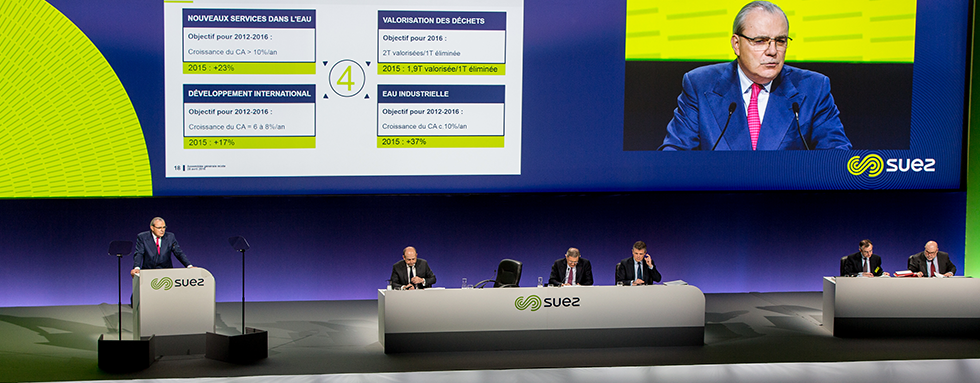 NOUVEAUX SERVICES DANS L'EAU
Objectif pour 2012-2016 :
Croissance du CA > 10%/an
2015 : +23%
VALORISATION DES DÉCHETS
Objectif pour 2016 :
2T valorisées/1T éliminée
2015 : 1,9T valorisée/1T éliminée
4
DÉVELOPPEMENT INTERNATIONAL
Objectif pour 2012-2016 :
Croissance du CA = 6 à 8%/an
2015 : +17%
EAU INDUSTRIELLE
Objectif pour 2012-2016 :
Croissance du CA c.10%/an
2015 : +37%
18
suez
suez
suez